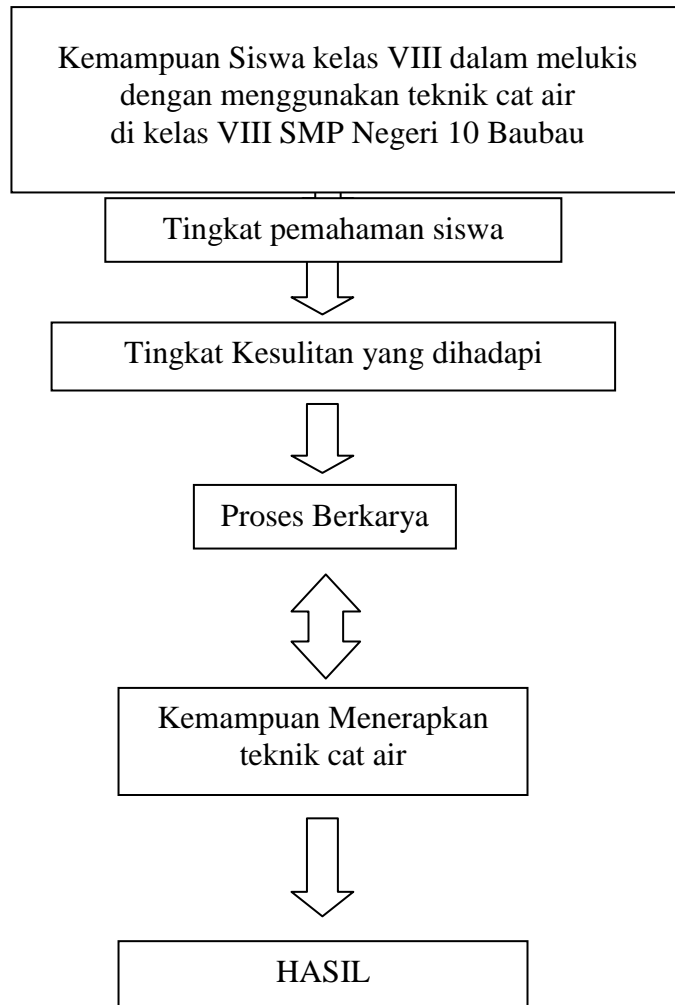 Kemampuan Siswa kelas VIII dalam melukis
dengan menggunakan teknik cat air
di kelas VIII SMP Negeri 10 Baubau
Tingkat pemahaman siswa
Tingkat Kesulitan yang dihadapi
Proses Berkarya
Kemampuan Menerapkan
teknik cat air
HASIL